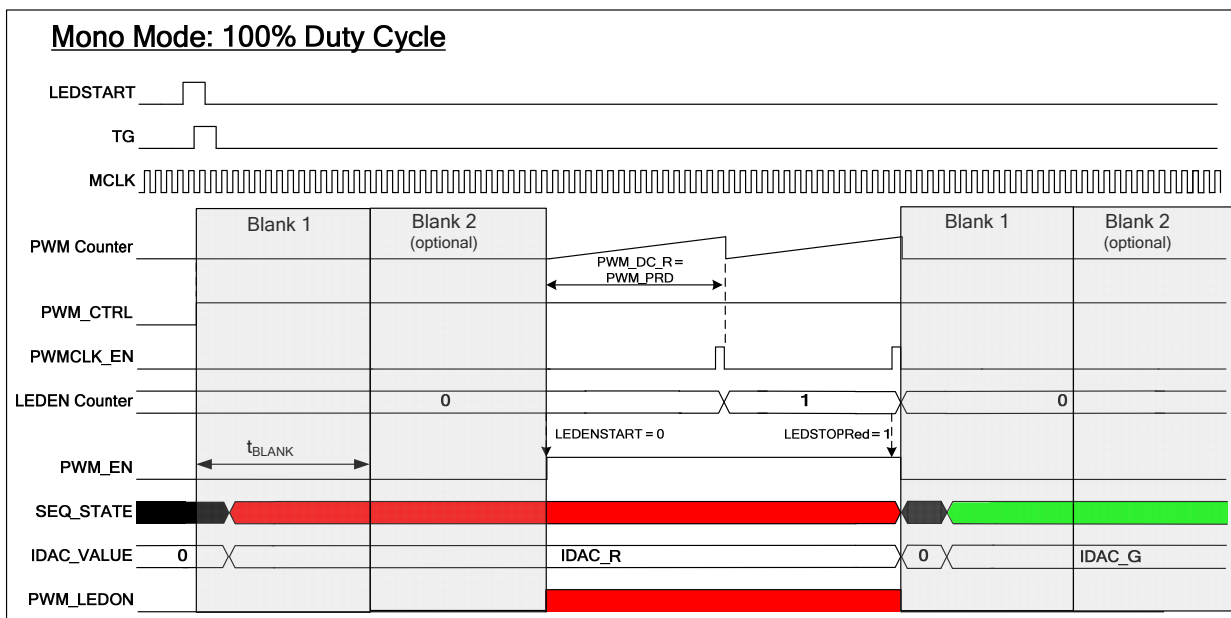 Mono Mode: 100% Duty Cycle
LEDSTART
TG
MCLK
Blank 1
Blank 2
(optional)
Blank 1
Blank 2
(optional)
PWM Counter
PWM_DC_R =
PWM_PRD
PWM_CTRL
PWMCLK_EN
LEDEN Counter
0
1
0
LEDENSTART = 0
LEDSTOPRed = 1
tBLANK
PWM_EN
SEQ_STATE
IDAC_VALUE
0
IDAC_R
0
IDAC_G
PWM_LEDON